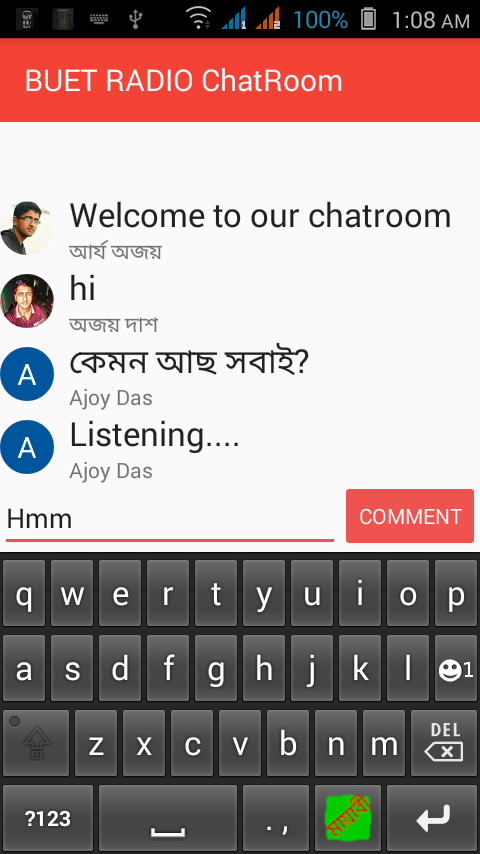 100% 1:08 AM
BUET RADIO ChatRoom
Welcome to our chatroom
আর্য অজয়
hi
অজয় দাশ
A
কেমন আছ সবাই?
Ajoy Das
A
Listening....
Ajoy Das
Hmm
COMMENT
q w e r t y u i o p
a s d f g h j k l 1
z x c v b n m DEL
?123 . , মায়াবী